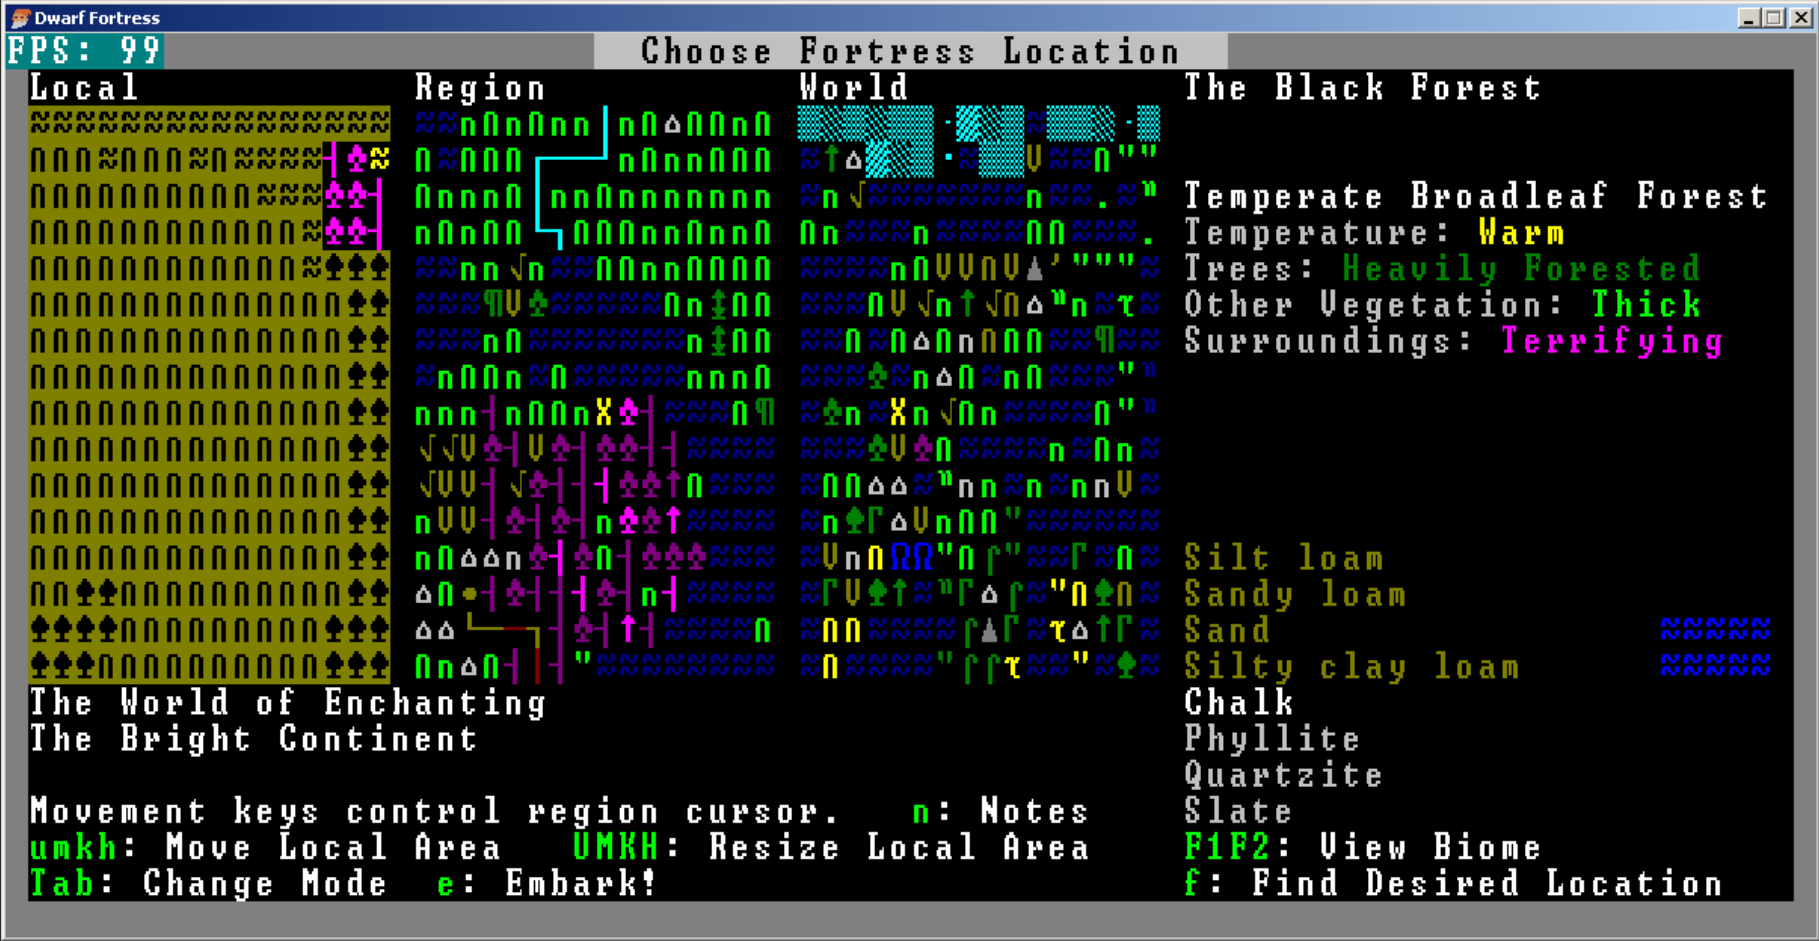 Dwarf Fortress
FPS: 99
Choose Fortress Location
Local
Region
World
The Black Forest
Temperate Broadleaf Forest
Temperature: Warm
Trees: Heavily Forested
Other Vegetation: Thick
Surroundings: Terrifying
Silt loam
Sandy loam
Sand
Silty clay loam
Chalk
Phyllite
Quartzite
Slate
The World of Enchanting
The Bright Continent
Movement keys control region cursor. n: Notes
umkh: Move Local Area UMKH: Resize Local Area
Tab: Change Mode e: Embark!
F1F2: View Biome
f: Find Desired Location